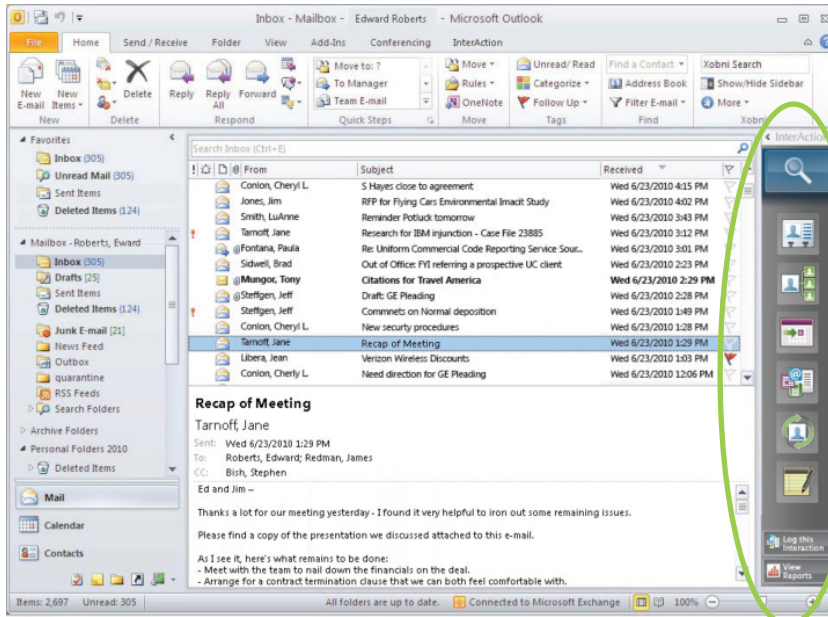 Inbox - Mailbox - Edward Roberts - Microsoft Outlook
File Home Send / Receive Folder View Add-Ins Conferencing InterAction
New E-mail
New Items
Delete
Reply
Reply All
Forward
Move to: ?
To Manager
Team E-mail
Move
Rules
OneNote
Unread/ Read
Categorize
Follow Up
Find a Contact
Address Book
Filter E-mail
Xobni Search
Show/Hide Sidebar
More
New Delete Respond Quick Steps Move Tags Find Xobni
Favorites
Inbox (305)
Unread Mail (305)
Sent Items
Deleted Items (124)
Mailbox - Roberts, Eward
Inbox (305)
Drafts [25]
Sent Items
Deleted Items (124)
Junk E-mail [21]
News Feed
Outbox
quarantine
RSS Feeds
Search Folders
Archive Folders
Personal Folders 2010
Deleted Items
Mail
Calendar
Contacts
Search Inbox (Ctrl+E)
! From Subject Received
Conion, Cheryl L. S Hayes close to agreement Wed 6/23/2010 4:15 PM
Jones, Jim RFP for Flying Cars Environmental Imacit Study Wed 6/23/2010 4:02 PM
Smith, LuAnne Reminder Potluck tomorrow Wed 6/23/2010 3:43 PM
! Tarnoff, Jane Research for IBM injunction - Case File 23885 Wed 6/23/2010 3:12 PM
Fontana, Paula Re: Uniform Commercial Code Reporting Service Sour... Wed 6/23/2010 3:01 PM
Sidwell, Brad Out of Office: FYI referring a prospective UC client Wed 6/23/2010 2:23 PM
Mungor, Tony Citations for Travel America Wed 6/23/2010 2:29 PM
Steffgen, Jeff Draft: GE Pleading Wed 6/23/2010 2:28 PM
! Steffgen, Jeff Commnets on Normal deposition Wed 6/23/2010 1:49 PM
Conion, Cheryl L. New securty procedures Wed 6/23/2010 1:28 PM
Tarnoff, Jane Recap of Meeting Wed 6/23/2010 1:29 PM
Libera, Jean Verizon Wireless Discounts Wed 6/23/2010 1:03 PM
Conion, Cherly L. Need direction for GE Pleading Wed 6/23/2010 12:06 PM
Recap of Meeting
Tarnoff, Jane
Sent: Wed 6/23/2010 1:29 PM
To: Roberts, Edward; Redman, James
CC: Bish, Stephen
Ed and Jim –
Thanks a lot for our meeting yesterday - I found it very helpful to iron out some remaining issues.
Please find a copy of the presentation we discussed attached to this e-mail.
As I see it, here's what remains to be done:
- Meet with the team to nail down the financials on the deal.
- Arrange for a contract termination clause that we can both feel comfortable with.
InterAction
Log this Interaction
View Reports
Items: 2,697 Unread: 305 All folders are up to date. Connected to Microsoft Exchange 100%